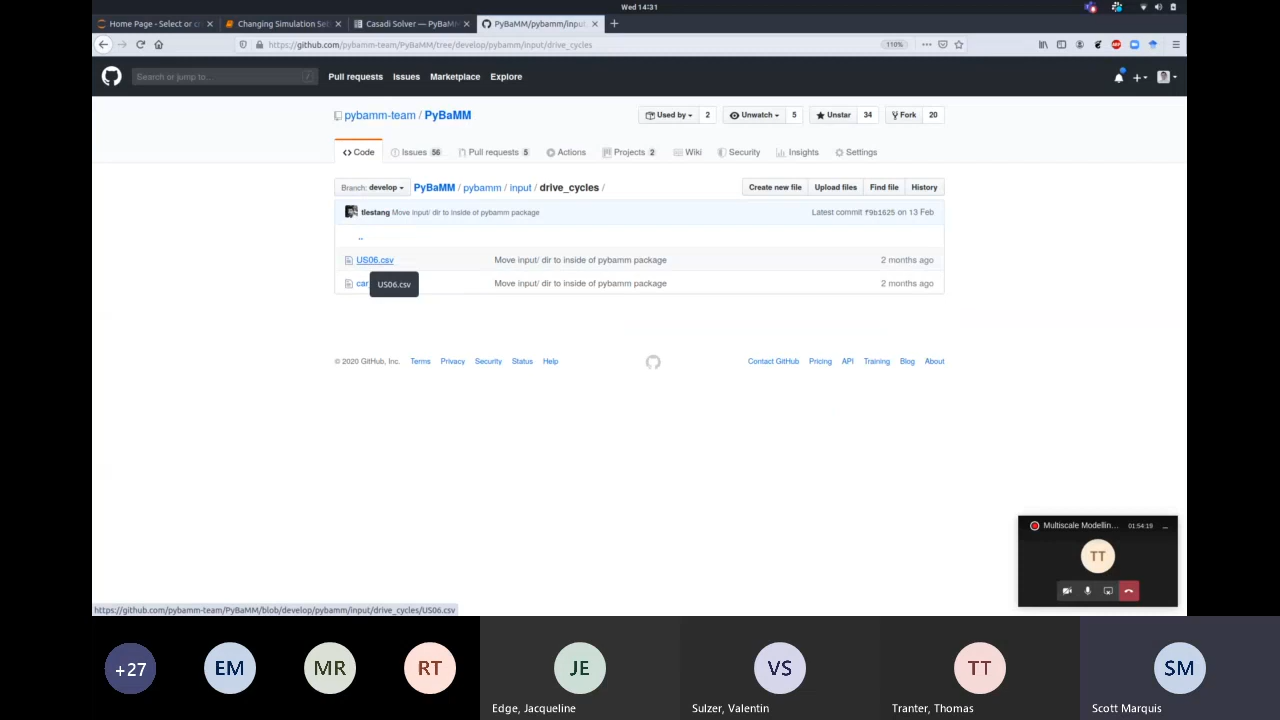 Wed 14:31
Home Page - Select or c
Changing Simulation Set
Casadi Solver — PyBaMM
PyBaMM/pybamm/input
https://github.com/pybamm-team/PyBaMM/tree/develop/pybamm/input/drive_cycles
110%
ABP
Search or jump to...
/
Pull requests
Issues
Marketplace
Explore
pybamm-team / PyBaMM
Used by 2
Unwatch 5
Unstar 34
Fork 20
Code
Issues 56
Pull requests 5
Actions
Projects 2
Wiki
Security
Insights
Settings
Branch: develop
PyBaMM / pybamm / input / drive_cycles /
Create new file
Upload files
Find file
History
tlestang Move input/ dir to inside of pybamm package
Latest commit f9b1625 on 13 Feb
..
US06.csv
Move input/ dir to inside of pybamm package
2 months ago
car
Move input/ dir to inside of pybamm package
2 months ago
US06.csv
© 2020 GitHub, Inc.
Terms
Privacy
Security
Status
Help
Contact GitHub
Pricing
API
Training
Blog
About
Multiscale Modellin...
01:54:19
TT
https://github.com/pybamm-team/PyBaMM/blob/develop/pybamm/input/drive_cycles/US06.csv
+27
EM
MR
RT
JE
VS
TT
SM
Edge, Jacqueline
Sulzer, Valentin
Tranter, Thomas
Scott Marquis